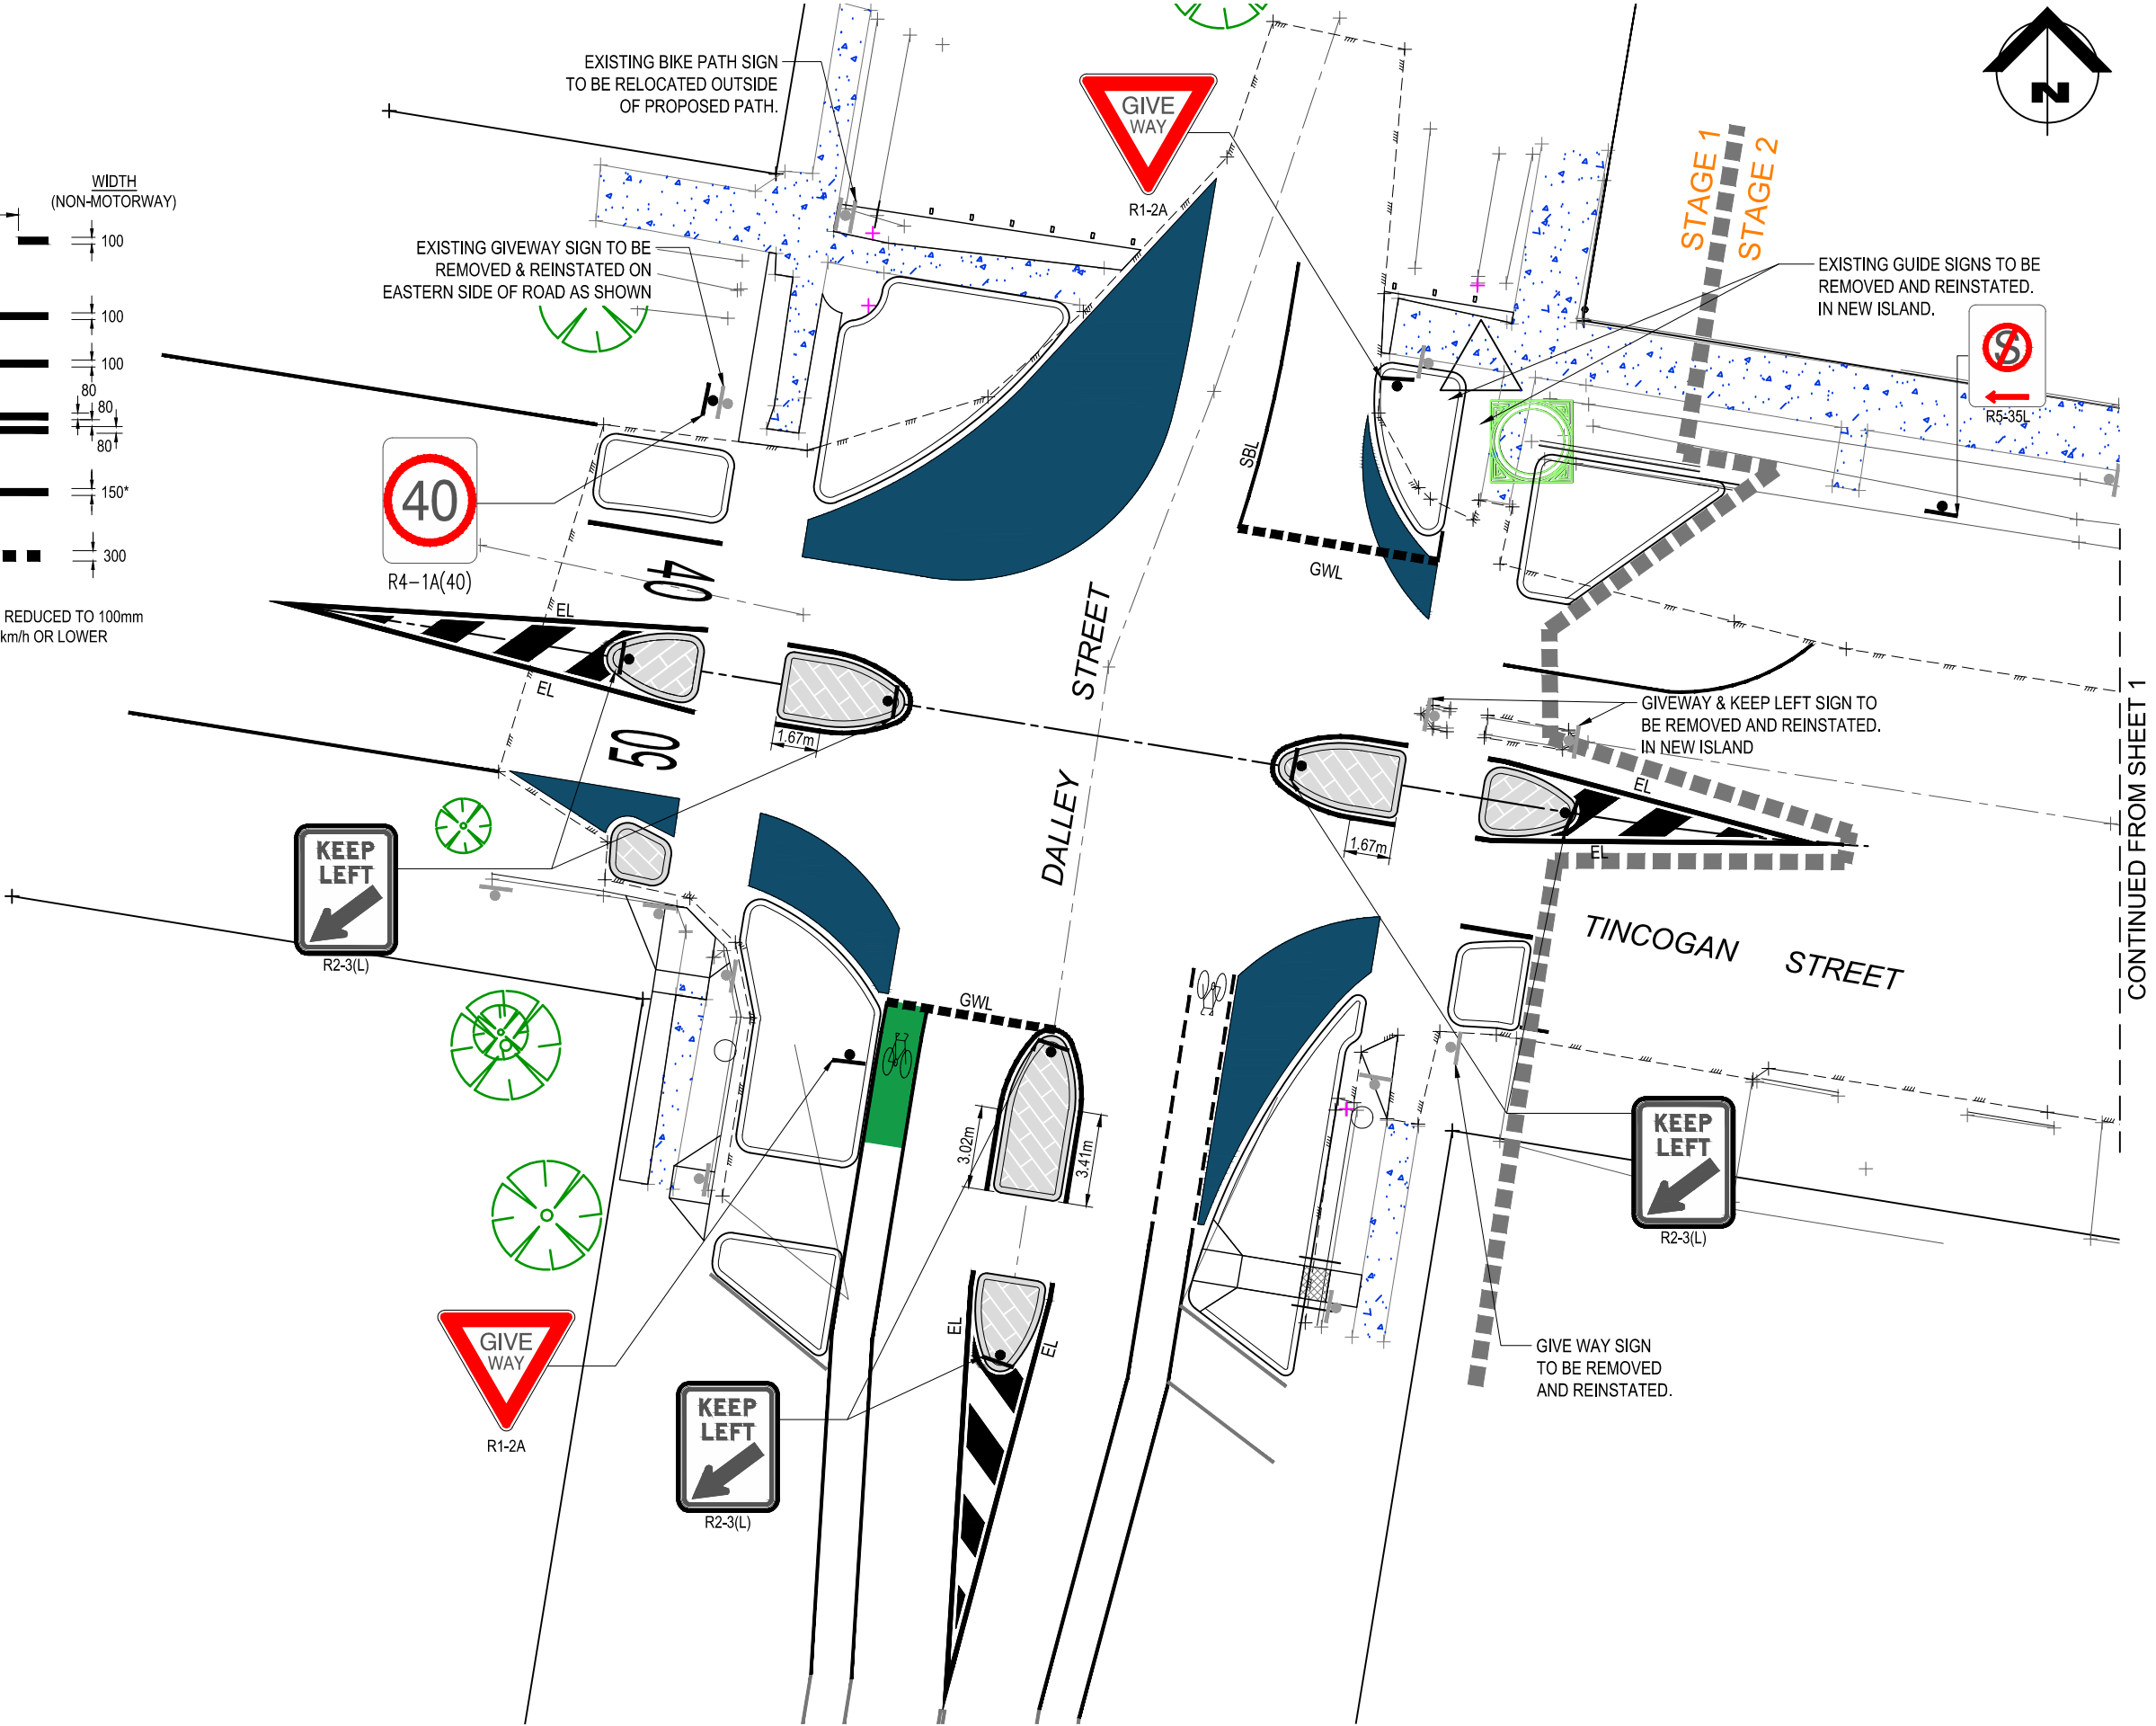 EXISTING BIKE PATH SIGN
TO BE RELOCATED OUTSIDE
OF PROPOSED PATH.
GIVE
WAY
R1-2A
N
STAGE 1
STAGE 2
WIDTH
(NON-MOTORWAY)
100
100
100
80
80
80
150*
300
REDUCED TO 100mm
km/h OR LOWER
EXISTING GIVEWAY SIGN TO BE
REMOVED & REINSTATED ON
EASTERN SIDE OF ROAD AS SHOWN
EXISTING GUIDE SIGNS TO BE
REMOVED AND REINSTATED.
IN NEW ISLAND.
S
R5-35L
40
R4-1A(40)
SBL
GWL
40
EL
EL
50
1.67m
DALLEY STREET
GIVEWAY & KEEP LEFT SIGN TO
BE REMOVED AND REINSTATED.
IN NEW ISLAND
EL
EL
1.67m
CONTINUED FROM SHEET 1
TINCOGAN STREET
KEEP
LEFT
R2-3(L)
GWL
3.02m
3.41m
KEEP
LEFT
R2-3(L)
GIVE
WAY
R1-2A
EL
EL
KEEP
LEFT
R2-3(L)
GIVE WAY SIGN
TO BE REMOVED
AND REINSTATED.